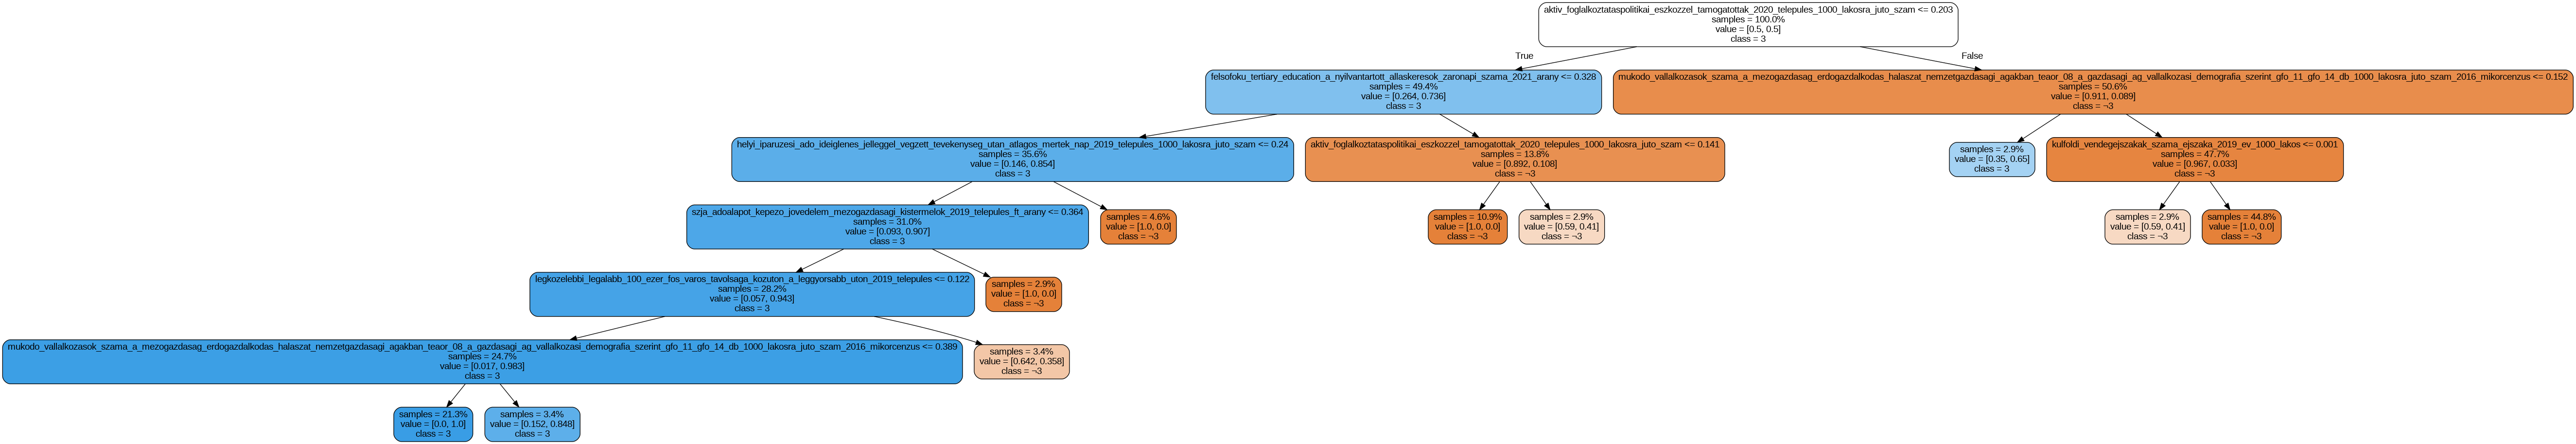 aktiv_foglalkoztataspolitikai_eszkozzel_tamogatottak_2020_telepules_1000_lakosra_juto_szam <= 0.203
samples = 100.0%
value = [0.5, 0.5]
class = 3
True
False
felsofoku_tertiary_education_a_nyilvantartott_allaskeresok_zaronapi_szama_2021_arany <= 0.328
samples = 49.4%
value = [0.264, 0.736]
class = 3
mukodo_vallalkozasok_szama_a_mezogazdasag_erdogazdalkodas_halaszat_nemzetgazdasagi_agakban_teaor_08_a_gazdasagi_ag_vallalkozasi_demografia_szerint_gfo_11_gfo_14_db_1000_lakosra_juto_szam_2016_mikorcenzus <= 0.152
samples = 50.6%
value = [0.911, 0.089]
class = ¬3
helyi_iparuzesi_ado_ideiglenes_jelleggel_vegzett_tevekenyseg_utan_atlagos_mertek_nap_2019_telepules_1000_lakosra_juto_szam <= 0.24
samples = 35.6%
value = [0.146, 0.854]
class = 3
aktiv_foglalkoztataspolitikai_eszkozzel_tamogatottak_2020_telepules_1000_lakosra_juto_szam <= 0.141
samples = 13.8%
value = [0.892, 0.108]
class = ¬3
samples = 2.9%
value = [0.35, 0.65]
class = 3
kulfoldi_vendegejszakak_szama_ejszaka_2019_ev_1000_lakos <= 0.001
samples = 47.7%
value = [0.967, 0.033]
class = ¬3
szja_adoalapot_kepezo_jovedelem_mezogazdasagi_kistermelok_2019_telepules_ft_arany <= 0.364
samples = 31.0%
value = [0.093, 0.907]
class = 3
samples = 4.6%
value = [1.0, 0.0]
class = ¬3
samples = 10.9%
value = [1.0, 0.0]
class = ¬3
samples = 2.9%
value = [0.59, 0.41]
class = ¬3
samples = 2.9%
value = [0.59, 0.41]
class = ¬3
samples = 44.8%
value = [1.0, 0.0]
class = ¬3
legkozelebbi_legalabb_100_ezer_fos_varos_tavolsaga_kozuton_a_leggyorsabb_uton_2019_telepules <= 0.122
samples = 28.2%
value = [0.057, 0.943]
class = 3
samples = 2.9%
value = [1.0, 0.0]
class = ¬3
mukodo_vallalkozasok_szama_a_mezogazdasag_erdogazdalkodas_halaszat_nemzetgazdasagi_agakban_teaor_08_a_gazdasagi_ag_vallalkozasi_demografia_szerint_gfo_11_gfo_14_db_1000_lakosra_juto_szam_2016_mikorcenzus <= 0.389
samples = 24.7%
value = [0.017, 0.983]
class = 3
samples = 3.4%
value = [0.642, 0.358]
class = ¬3
samples = 21.3%
value = [0.0, 1.0]
class = 3
samples = 3.4%
value = [0.152, 0.848]
class = 3